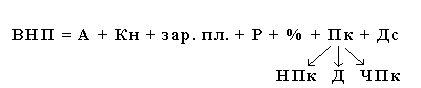 ВНП = А + Кн + зар. пл. + Р + % + Пк + Дс
НПк Д ЧПк